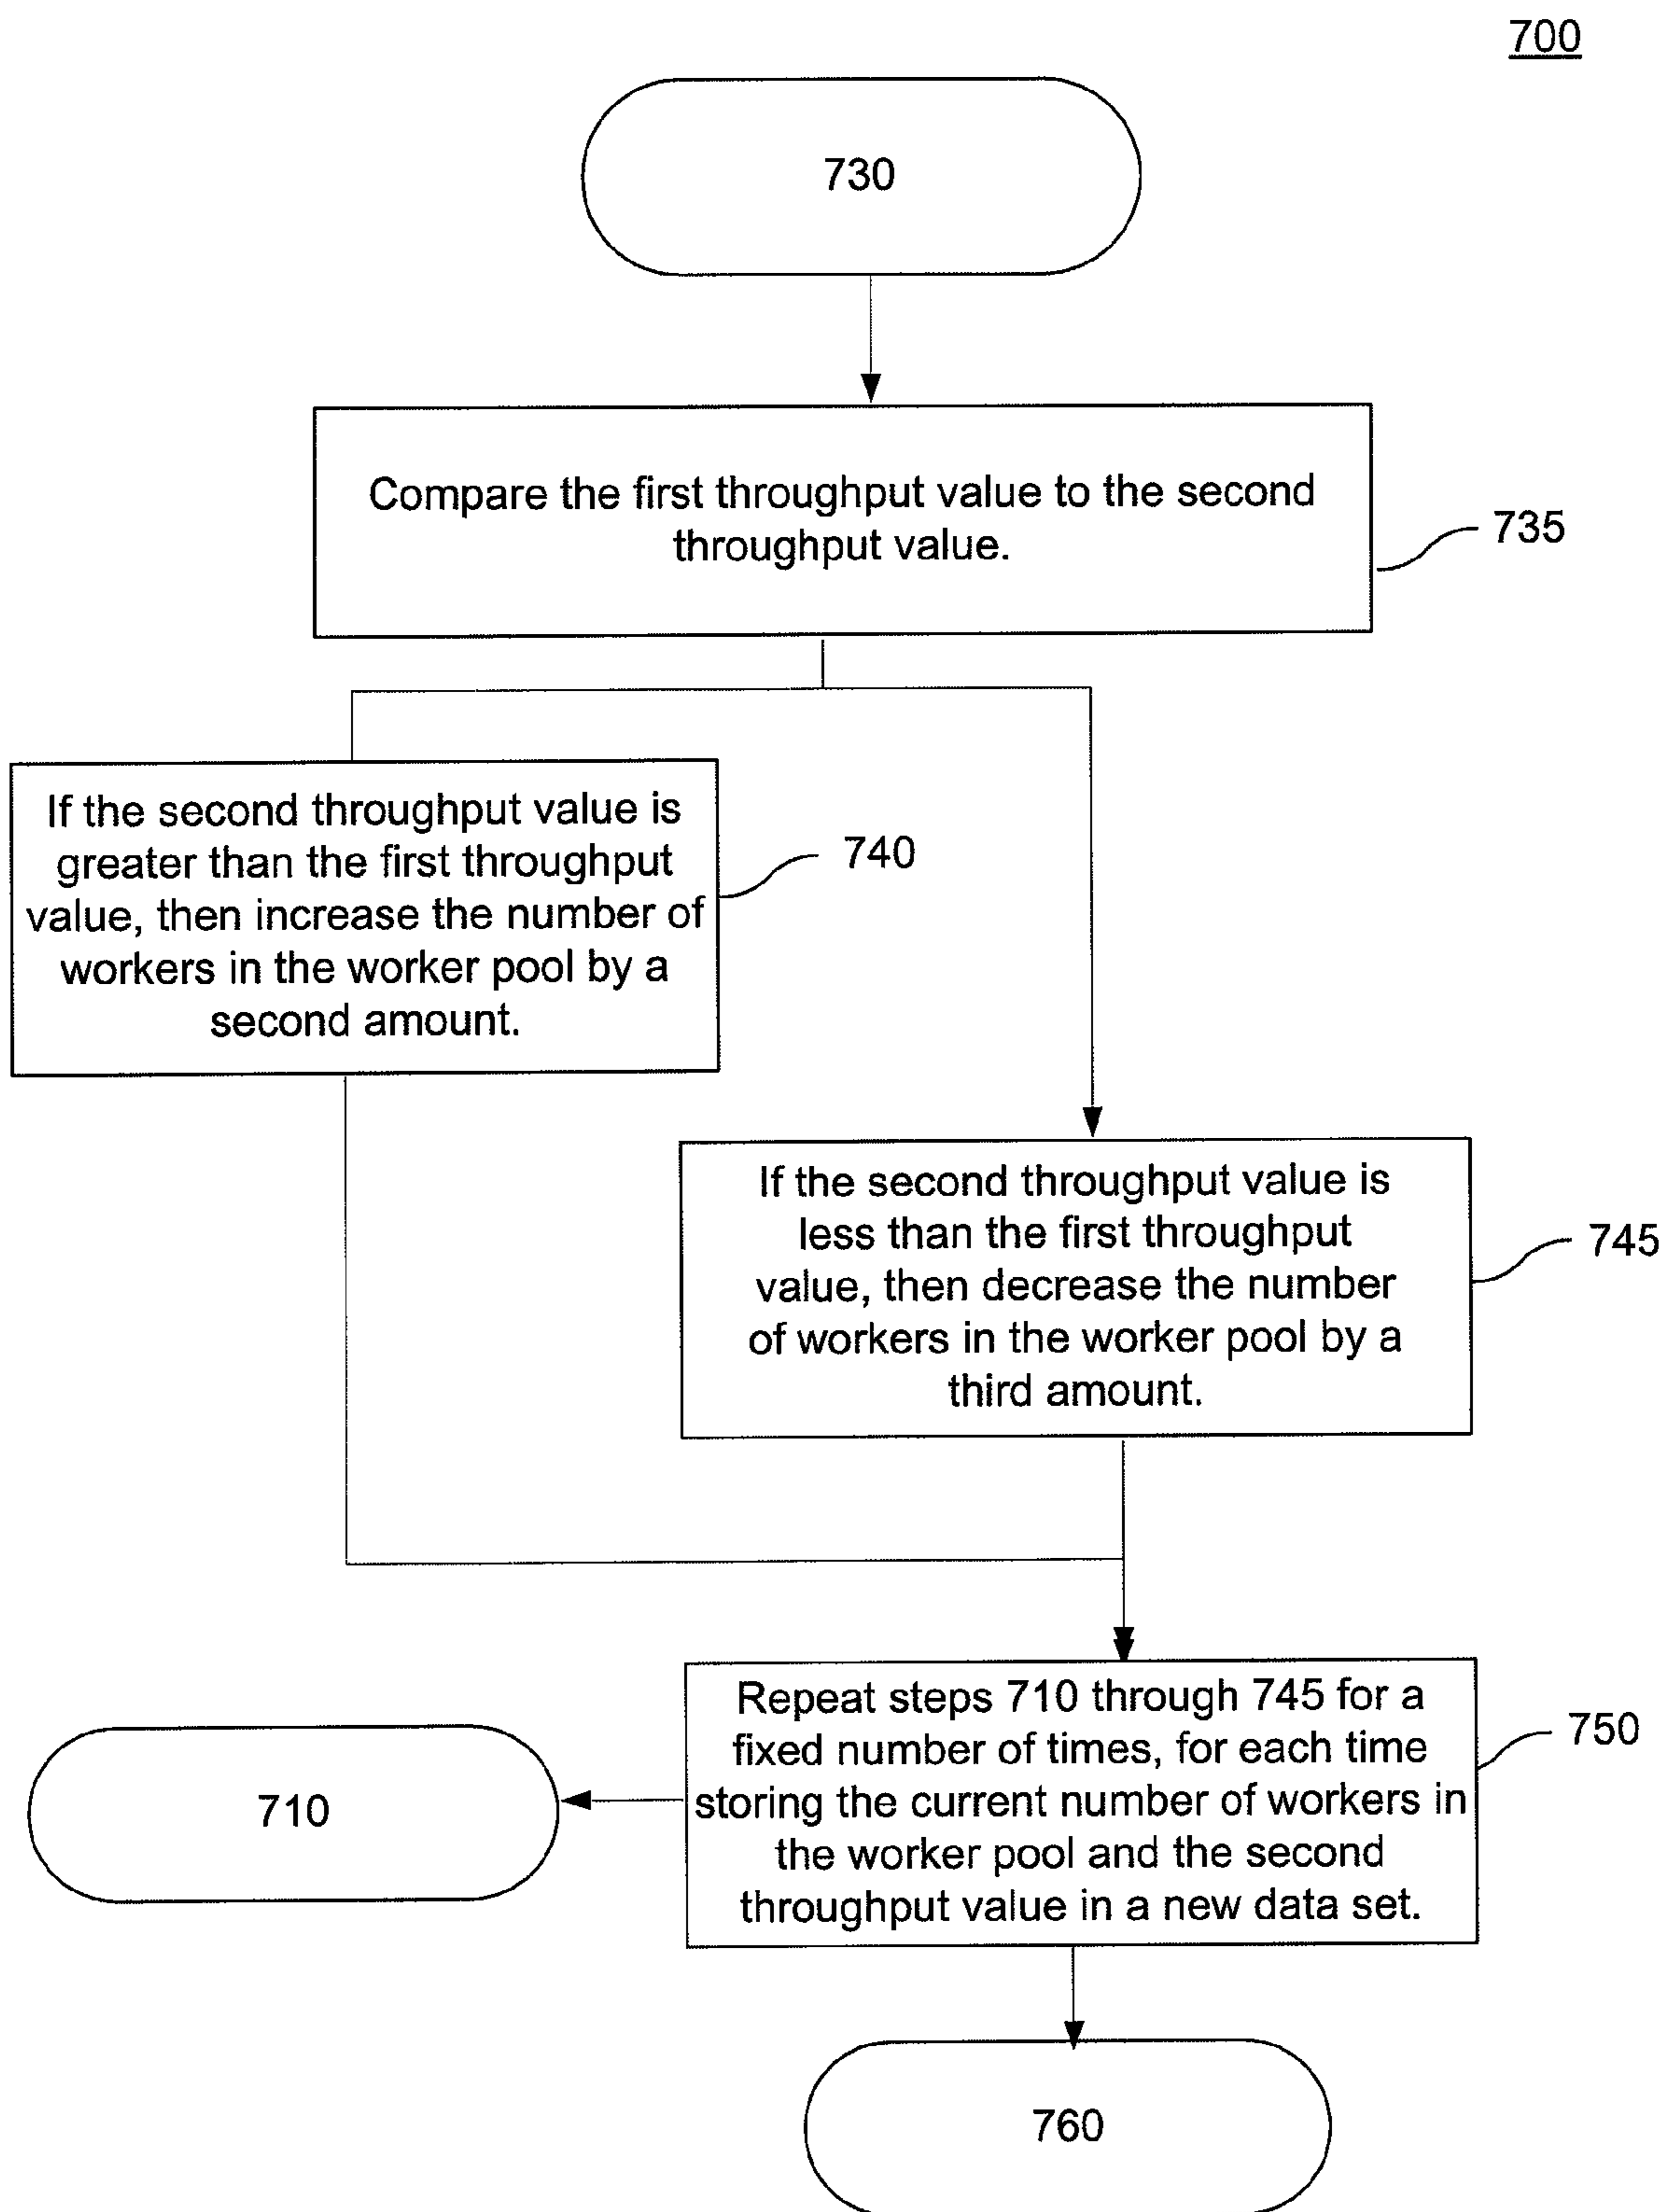 700
730
Compare the first throughput value to the second
throughput value.
735
If the second throughput value is
greater than the first throughput
value, then increase the number of
workers in the worker pool by a
second amount.
740
If the second throughput value is
less than the first throughput
value, then decrease the number
of workers in the worker pool by a
third amount.
745
Repeat steps 710 through 745 for a
fixed number of times, for each time
storing the current number of workers in
the worker pool and the second
throughput value in a new data set.
750
710
760